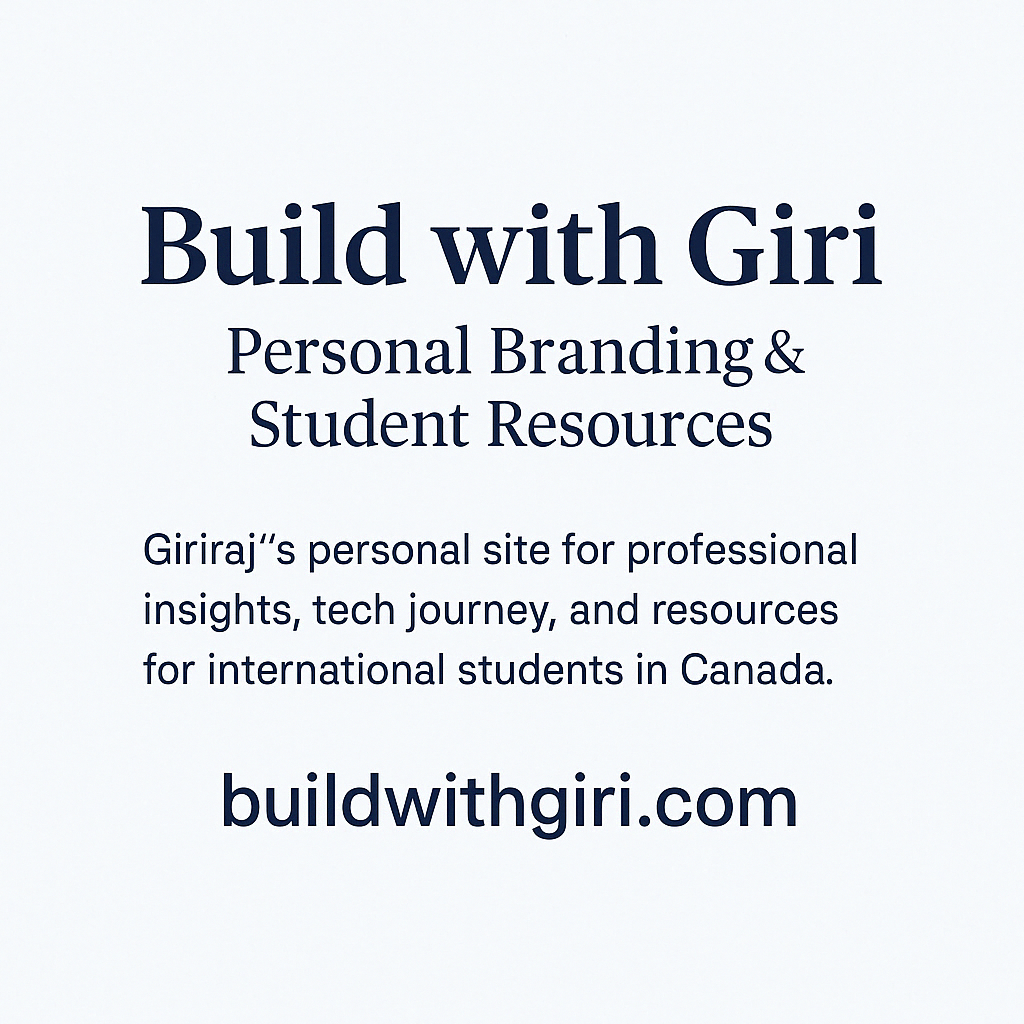 Build with Giri
Personal Branding &
Student Resources
Giriraj“s personal site for professional
insights, tech journey, and resources
for international students in Canada.
buildwithgiri.com